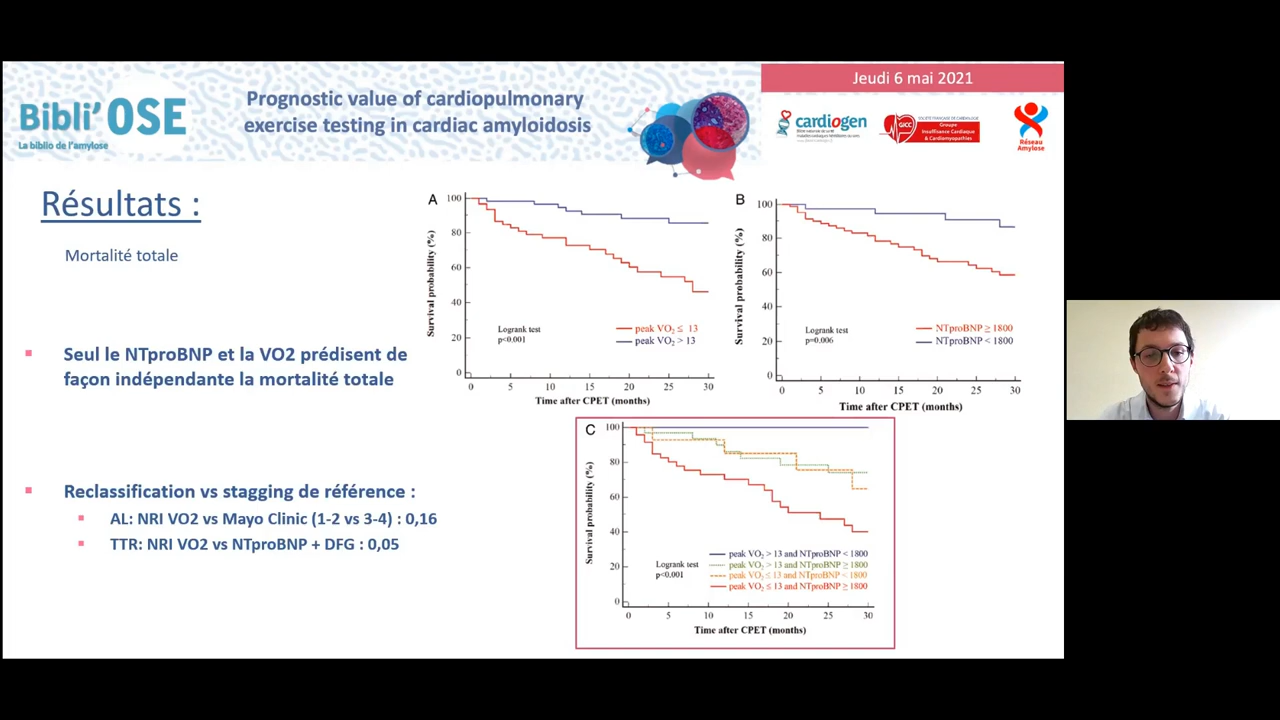 Bibli'OSE
La biblio de l'amylose
Prognostic value of cardiopulmonary
exercise testing in cardiac amyloidosis
Jeudi 6 mai 2021
cardiogen
GICC
Groupe
Insuffisance Cardiaque
& Cardiomyopathies
Réseau
Amylose
Résultats :
Mortalité totale
Seul le NTproBNP et la VO2 prédisent de
façon indépendante la mortalité totale
Reclassification vs stagging de référence :
AL: NRI VO2 vs Mayo Clinic (1-2 vs 3-4) : 0,16
TTR: NRI VO2 vs NTproBNP + DFG : 0,05
A
Survival probability (%)
100
80
60
40
20
0
Logrank test
p<0.001
peak VO₂ ≤ 13
peak VO₂ > 13
0 5 10 15 20 25 30
Time after CPET (months)
B
Survival probability (%)
100
80
60
40
20
0
Logrank test
p=0.006
NTproBNP ≥ 1800
NTproBNP < 1800
0 5 10 15 20 25 30
Time after CPET (months)
C
Survival probability (%)
100
80
60
40
20
0
Logrank test
p<0.001
peak VO₂ > 13 and NTproBNP < 1800
peak VO₂ > 13 and NTproBNP ≥ 1800
peak VO₂ ≤ 13 and NTproBNP < 1800
peak VO₂ ≤ 13 and NTproBNP ≥ 1800
0 5 10 15 20 25 30
Time after CPET (months)